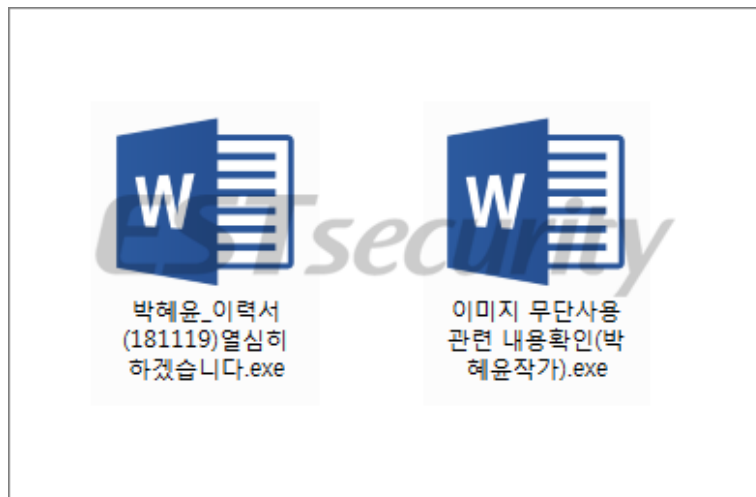 W
W
ESTsecurity
박혜윤_이력서
(181119)열심히
하겠습니다.exe
이미지 무단사용
관련 내용확인(박
혜윤작가).exe